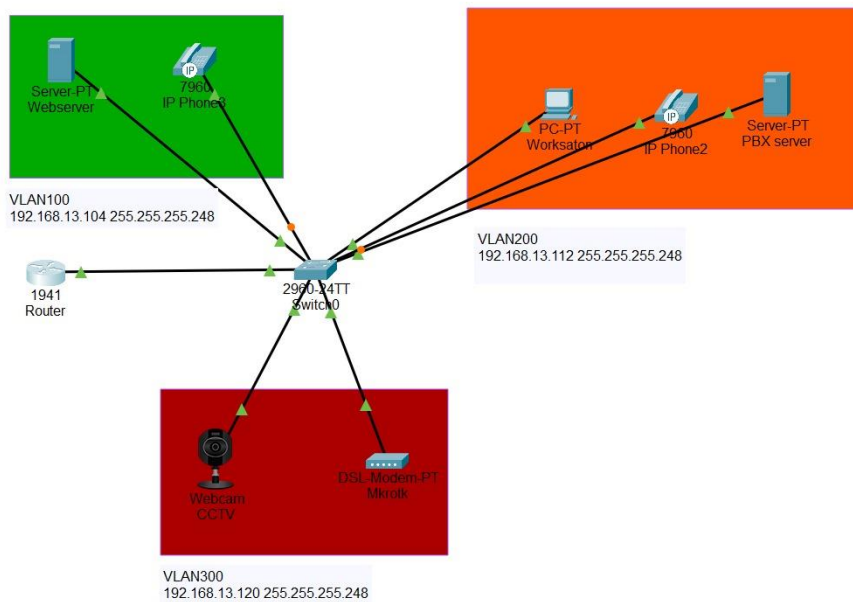 Server-PT
Webserver
IP
7960
IP Phone3
VLAN100
192.168.13.104 255.255.255.248
PC-PT
Worksaton
IP
7960
IP Phone2
Server-PT
PBX server
VLAN200
192.168.13.112 255.255.255.248
1941
Router
2960-24TT
Switch0
Webcam
CCTV
DSL-Modem-PT
Mkrotk
VLAN300
192.168.13.120 255.255.255.248